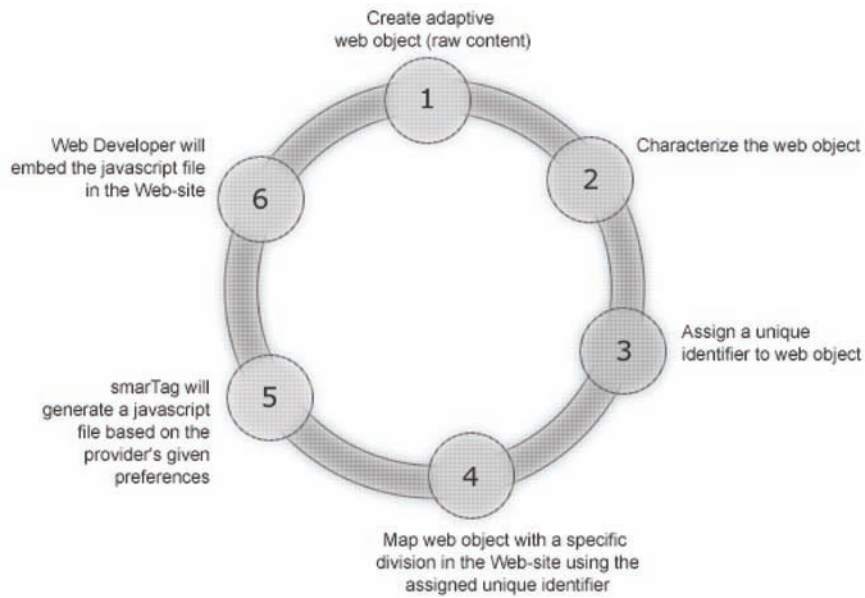 Create adaptive
web object (raw content)
1
Characterize the web object
2
Assign a unique
identifier to web object
3
Map web object with a specific
division in the Web-site using the
assigned unique identifier
4
smarTag will
generate a javascript
file based on the
provider's given
preferences
5
Web Developer will
embed the javascript file
in the Web-site
6